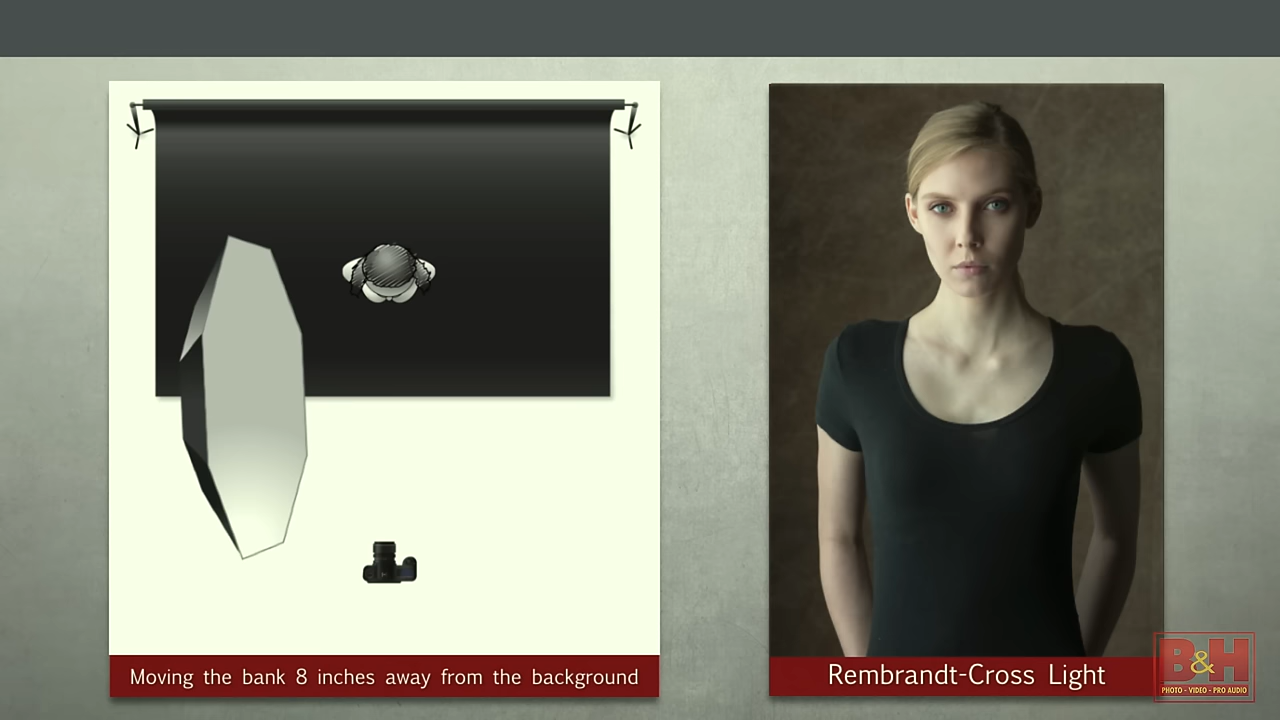 Moving the bank 8 inches away from the background
Rembrandt-Cross Light
B&H
PHOTO - VIDEO - PRO AUDIO